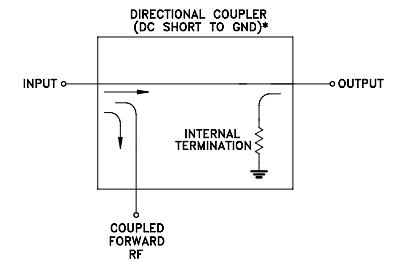 DIRECTIONAL COUPLER
(DC SHORT TO GND)*
INPUT
OUTPUT
INTERNAL
TERMINATION
COUPLED
FORWARD
RF